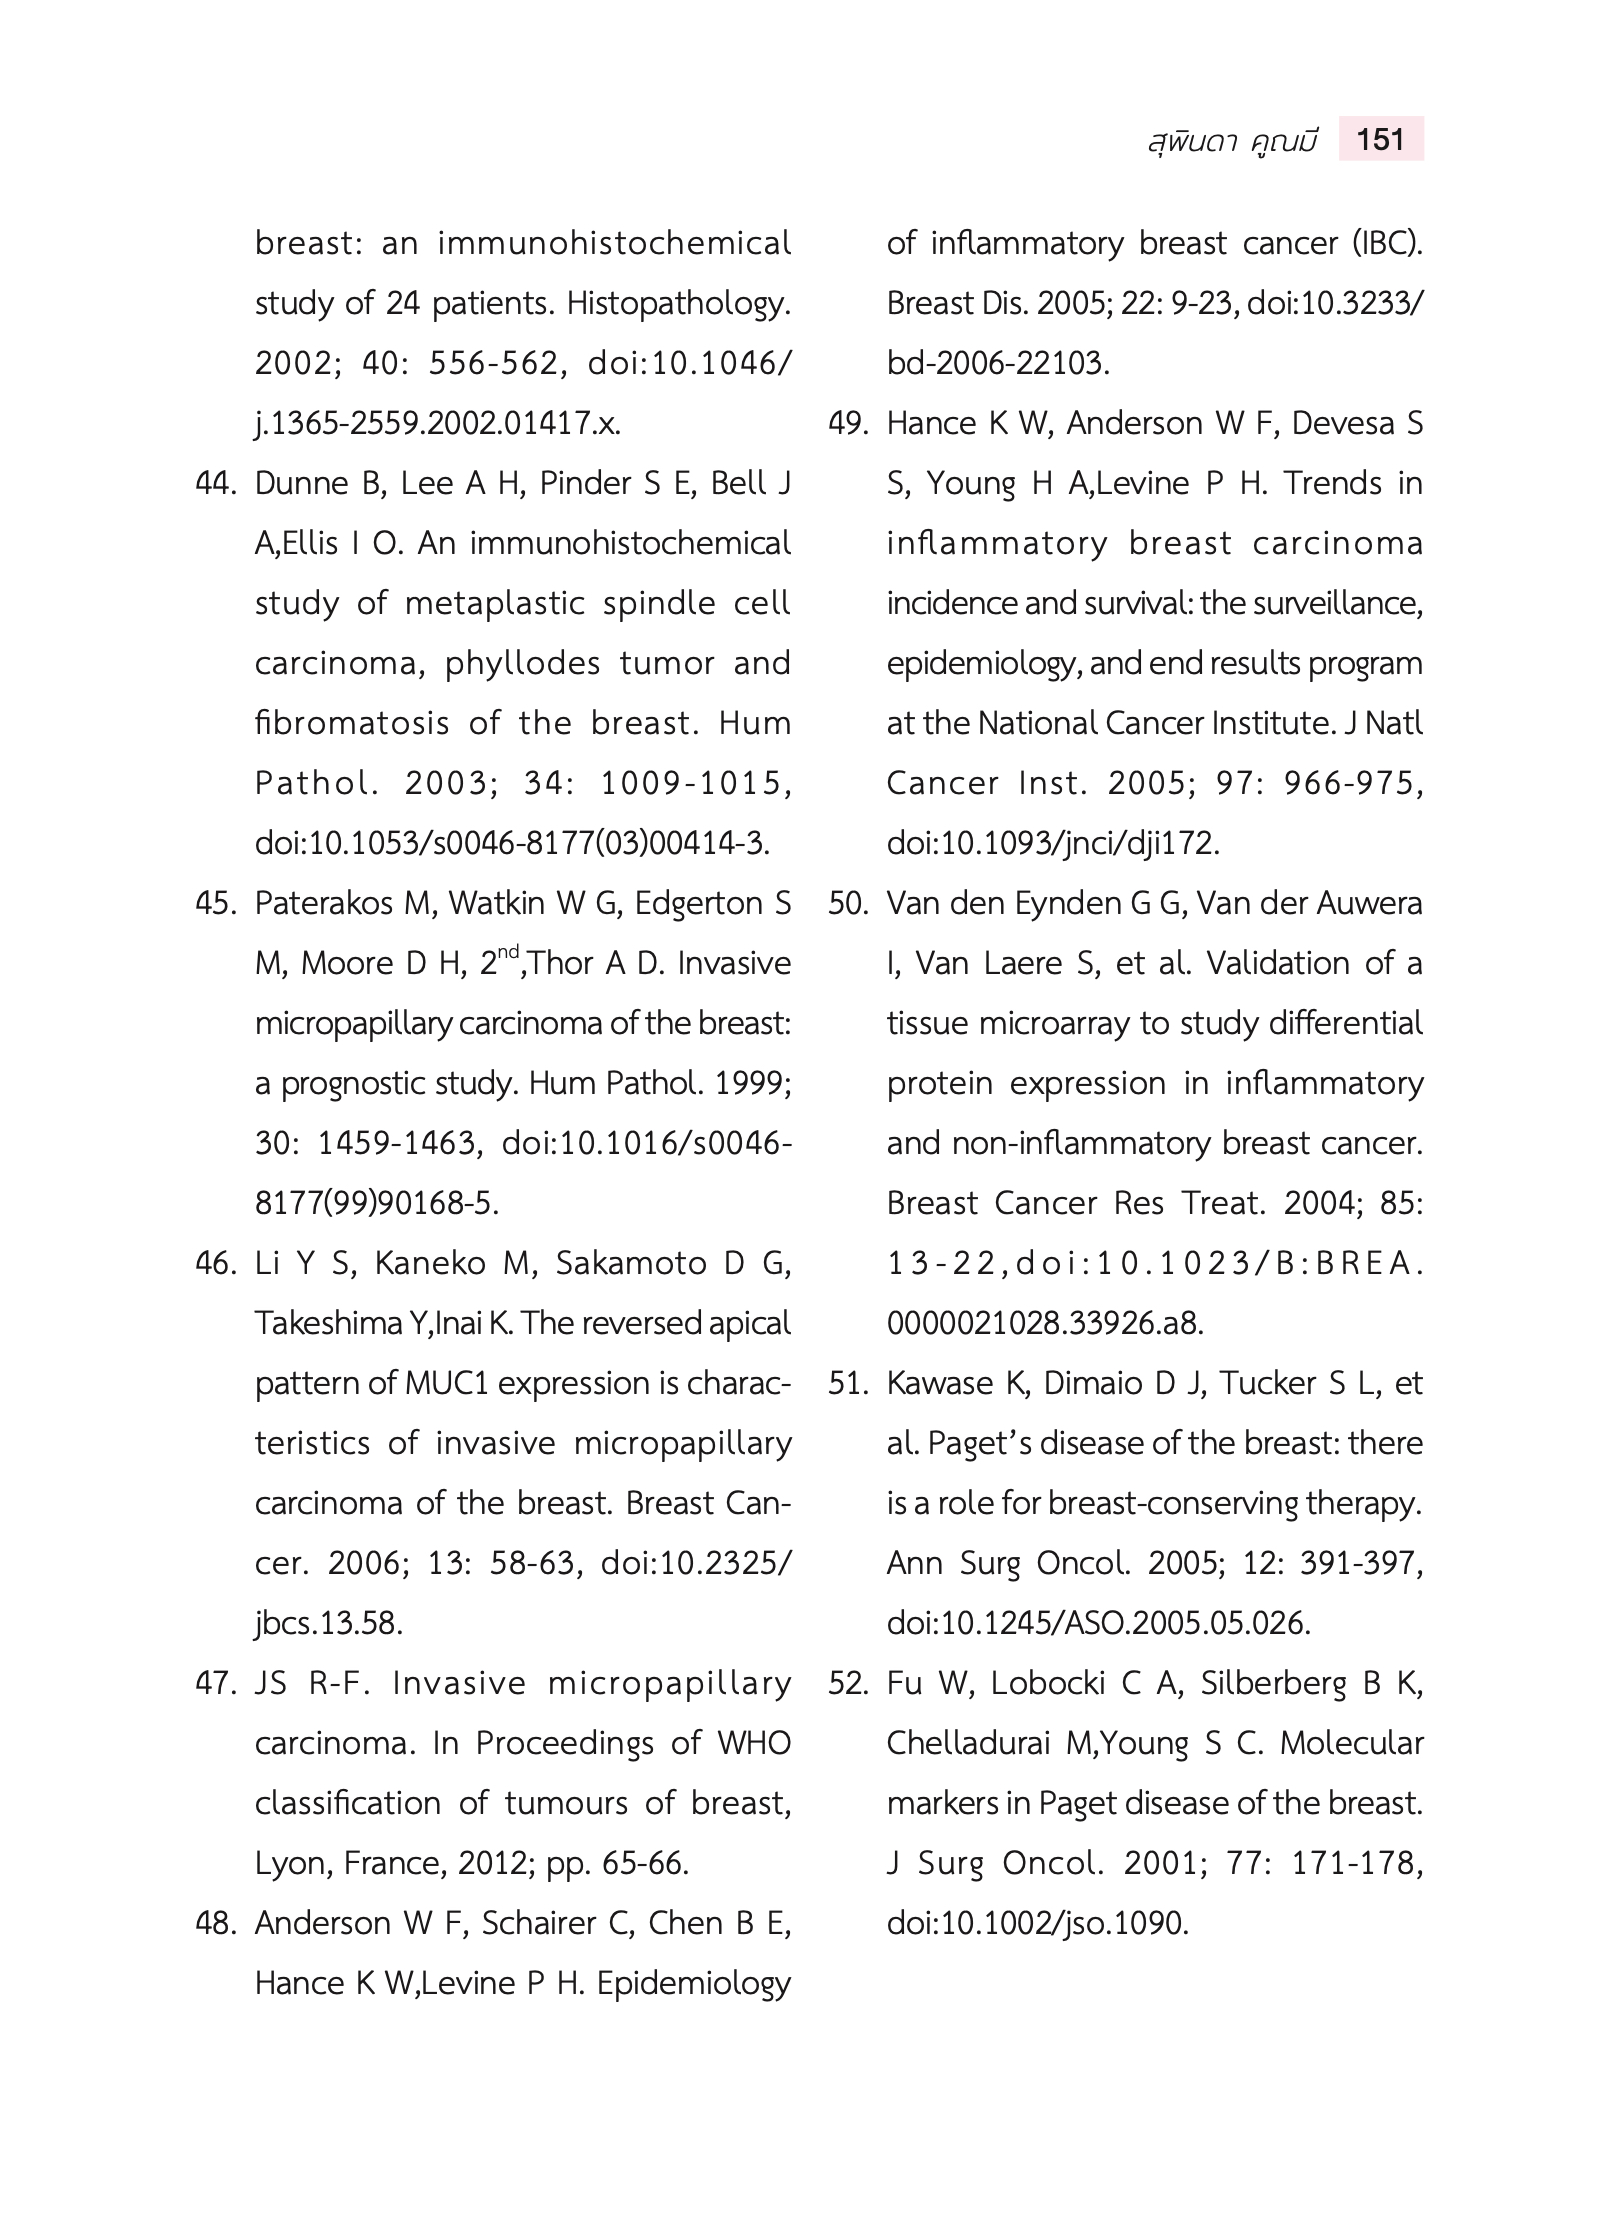 สุพินดา คูณมี 151
breast: an immunohistochemical
study of 24 patients. Histopathology.
2002; 40: 556-562, doi:10.1046/
j.1365-2559.2002.01417.x.
44. Dunne B, Lee A H, Pinder S E, Bell J
A,Ellis I O. An immunohistochemical
study of metaplastic spindle cell
carcinoma, phyllodes tumor and
fibromatosis of the breast. Hum
Pathol. 2003; 34: 1009-1015,
doi:10.1053/s0046-8177(03)00414-3.
45. Paterakos M, Watkin W G, Edgerton S
M, Moore D H, 2nd,Thor A D. Invasive
micropapillary carcinoma of the breast:
a prognostic study. Hum Pathol. 1999;
30: 1459-1463, doi:10.1016/s0046-
8177(99)90168-5.
46. Li Y S, Kaneko M, Sakamoto D G,
Takeshima Y,Inai K. The reversed apical
pattern of MUC1 expression is charac-
teristics of invasive micropapillary
carcinoma of the breast. Breast Can-
cer. 2006; 13: 58-63, doi:10.2325/
jbcs.13.58.
47. JS R-F. Invasive micropapillary
carcinoma. In Proceedings of WHO
classification of tumours of breast,
Lyon, France, 2012; pp. 65-66.
48. Anderson W F, Schairer C, Chen B E,
Hance K W,Levine P H. Epidemiology
of inflammatory breast cancer (IBC).
Breast Dis. 2005; 22: 9-23, doi:10.3233/
bd-2006-22103.
49. Hance K W, Anderson W F, Devesa S
S, Young H A,Levine P H. Trends in
inflammatory breast carcinoma
incidence and survival: the surveillance,
epidemiology, and end results program
at the National Cancer Institute. J Natl
Cancer Inst. 2005; 97: 966-975,
doi:10.1093/jnci/dji172.
50. Van den Eynden G G, Van der Auwera
I, Van Laere S, et al. Validation of a
tissue microarray to study differential
protein expression in inflammatory
and non-inflammatory breast cancer.
Breast Cancer Res Treat. 2004; 85:
13-22,doi:10.1023/B:BREA.
0000021028.33926.a8.
51. Kawase K, Dimaio D J, Tucker S L, et
al. Paget's disease of the breast: there
is a role for breast-conserving therapy.
Ann Surg Oncol. 2005; 12: 391-397,
doi:10.1245/ASO.2005.05.026.
52. Fu W, Lobocki C A, Silberberg B K,
Chelladurai M,Young S C. Molecular
markers in Paget disease of the breast.
J Surg Oncol. 2001; 77: 171-178,
doi:10.1002/jso.1090.